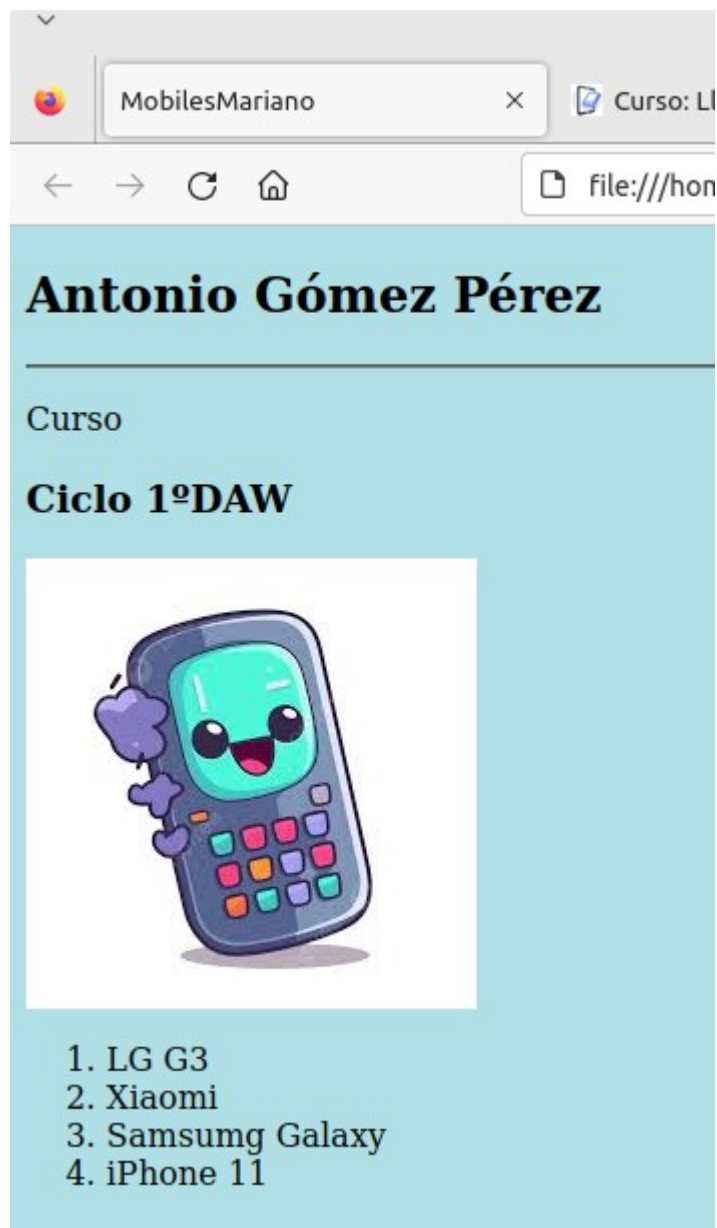 MobilesMariano
Curso: Ll
file:///hon
Antonio Gómez Pérez
Curso
Ciclo 1ºDAW
1. LG G3
2. Xiaomi
3. Samsumg Galaxy
4. iPhone 11